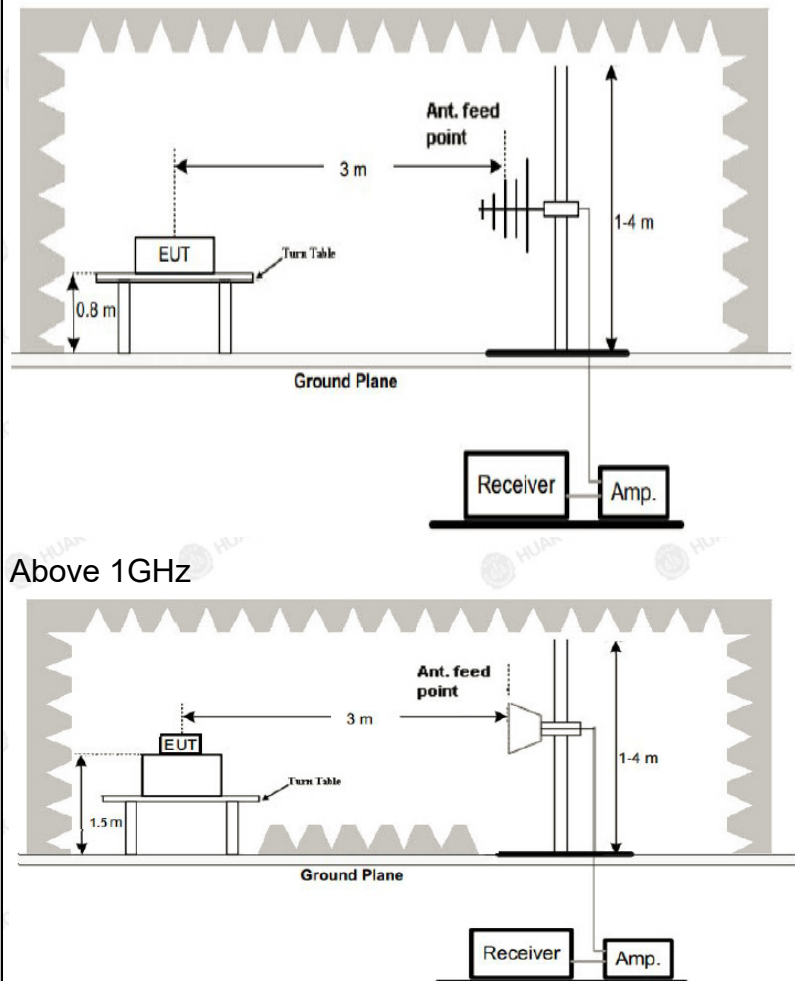 Ant. feed
point
3 m
1-4 m
EUT
Turn Table
0.8 m
Ground Plane
Receiver
Amp.
HUAK
Above 1GHz
Ant. feed
point
3 m
EUT
1-4 m
Turn Table
1.5 m
Ground Plane
Receiver
Amp.